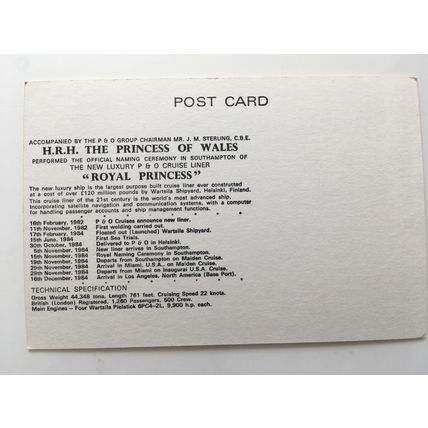 POST CARD
ACCOMPANIED BY THE P & O GROUP CHAIRMAN MR. J. M. STERLING, C.B.E.
H.R.H. THE PRINCESS OF WALES
PERFORMED THE OFFICIAL NAMING CEREMONY IN SOUTHAMPTON OF
THE NEW LUXURY P & O CRUISE LINER
"ROYAL PRINCESS"
The new luxury ship is the largest purpose built cruise liner ever constructed
at a cost of over £120 million pounds by Wartsila Shipyard, Helsinki, Finland.
This cruise liner of the 21st century is the world's most advanced ship.
Incorporating satellite navigation and communication systems, with a computer
for handling passenger accounts and ship management functions.
16th February, 1982 P & O Cruises announce new liner.
11th November, 1982 First welding carried out.
17th February, 1984 Floated out (Launched) Wartsila Shipyard.
15th June, 1984 First Sea Trials.
30th October, 1984 Delivered to P & O in Helsinki.
5th November, 1984 New liner arrives in Southampton.
15th November, 1984 Royal Naming Ceremony in Southampton.
19th November, 1984 Departs from Southampton on Maiden Cruise.
29th November, 1984 Arrival in Miami, U.S.A., on Maiden Cruise.
29th November, 1984 Departs from Miami on Inaugural U.S.A. Cruise.
16th December, 1984 Arrival in Los Angeles, North America (Base Port).
TECHNICAL SPECIFICATION
Gross Weight 44,348 tons. Length 761 feet. Cruising Speed 22 knots.
British (London) Registered. 1,260 Passengers. 500 Crew.
Main Engines – Four Wartsila Pielstick 6PC4–2L. 9,900 h.p. each.